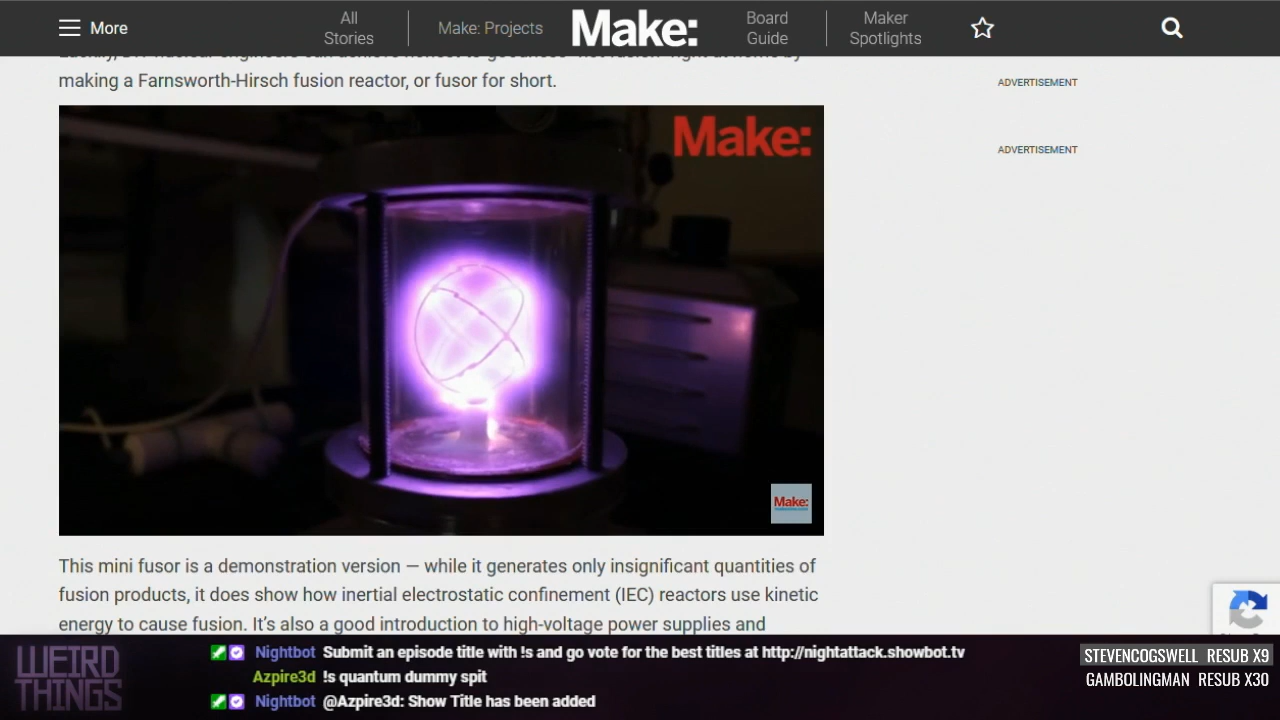 More
All Stories
Make: Projects
Make:
Board Guide
Maker Spotlights
making a Farnsworth-Hirsch fusion reactor, or fusor for short.
ADVERTISEMENT
ADVERTISEMENT
Make:
Make:
This mini fusor is a demonstration version — while it generates only insignificant quantities of
fusion products, it does show how inertial electrostatic confinement (IEC) reactors use kinetic
energy to cause fusion. It's also a good introduction to high-voltage power supplies and
WEIRD
THINGS
Nightbot Submit an episode title with !s and go vote for the best titles at http://nightattack.showbot.tv
Azpire3d !s quantum dummy spit
Nightbot @Azpire3d: Show Title has been added
STEVENCOGSWELL RESUB X9
GAMBOLINGMAN RESUB X30